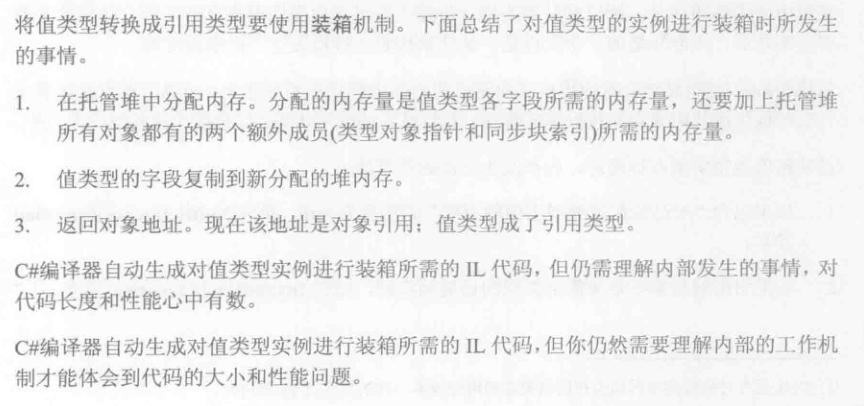 将值类型转换成引用类型要使用装箱机制。下面总结了对值类型的实例进行装箱时所发生
的事情。
1. 在托管堆中分配内存。分配的内存量是值类型各字段所需的内存量，还要加上托管堆
所有对象都有的两个额外成员(类型对象指针和同步块索引)所需的内存量。
2. 值类型的字段复制到新分配的堆内存。
3. 返回对象地址。现在该地址是对象引用；值类型成了引用类型。
C#编译器自动生成对值类型实例进行装箱所需的 IL 代码，但仍需理解内部发生的事情，对
代码长度和性能心中有数。
C#编译器自动生成对值类型实例进行装箱所需的 IL 代码，但你仍然需要理解内部的工作机
制才能体会到代码的大小和性能问题。